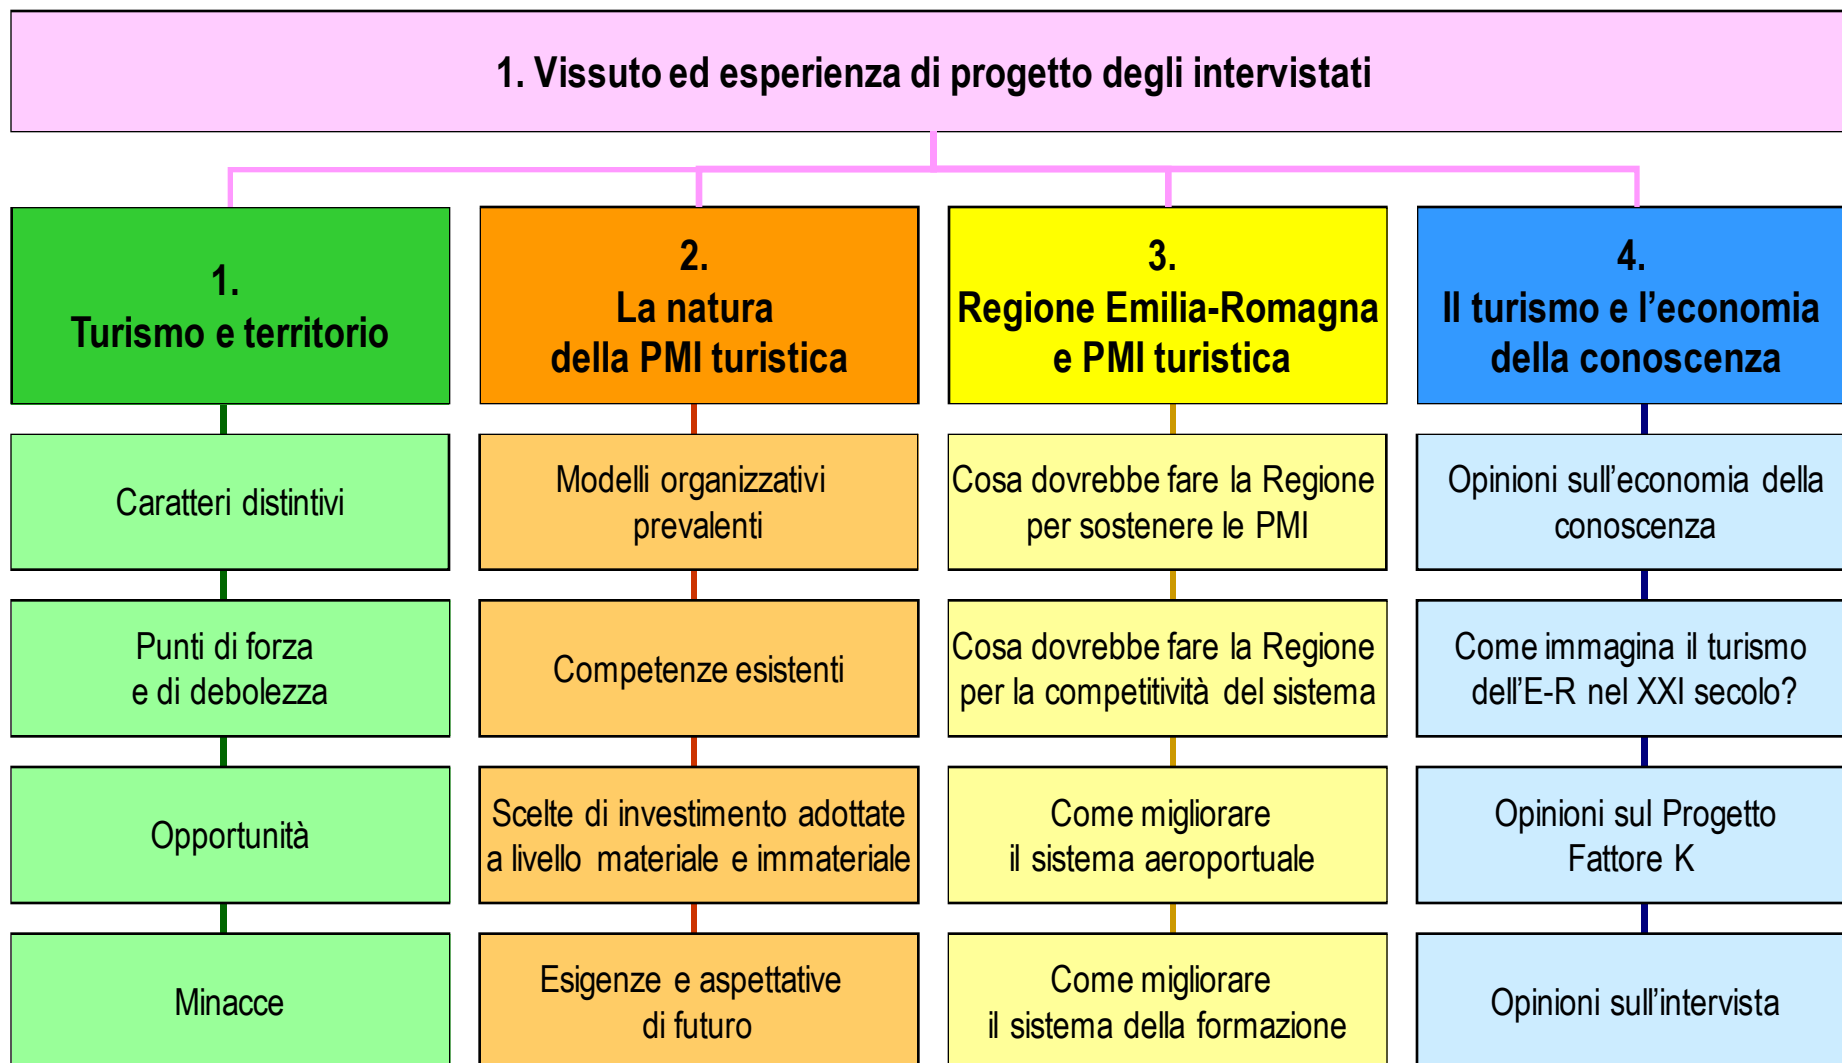 1. Vissuto ed esperienza di progetto degli intervistati
1.
Turismo e territorio
Caratteri distintivi
Punti di forza
e di debolezza
Opportunità
Minacce
2.
La natura
della PMI turistica
Modelli organizzativi
prevalenti
Competenze esistenti
Scelte di investimento adottate
a livello materiale e immateriale
Esigenze e aspettative
di futuro
3.
Regione Emilia-Romagna
e PMI turistica
Cosa dovrebbe fare la Regione
per sostenere le PMI
Cosa dovrebbe fare la Regione
per la competitività del sistema
Come migliorare
il sistema aeroportuale
Come migliorare
il sistema della formazione
4.
Il turismo e l'economia
della conoscenza
Opinioni sull'economia della
conoscenza
Come immagina il turismo
dell'E-R nel XXI secolo?
Opinioni sul Progetto
Fattore K
Opinioni sull'intervista